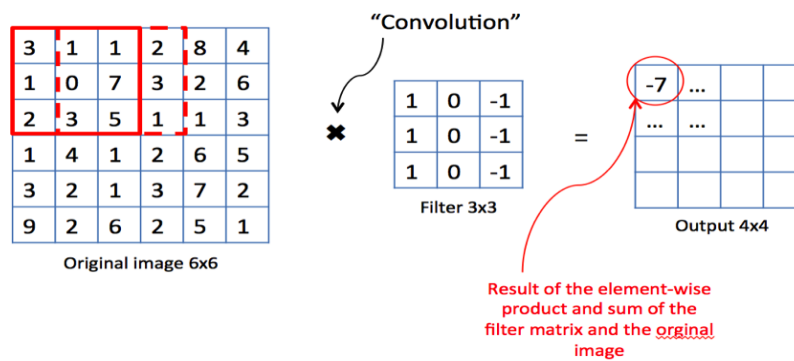 “Convolution”
3 1 1 2 8 4
1 0 7 3 2 6
2 3 5 1 1 3
1 4 1 2 6 5
3 2 1 3 7 2
9 2 6 2 5 1
Original image 6x6
✖
1 0 -1
1 0 -1
1 0 -1
Filter 3x3
=
-7 ...
... ...
Output 4x4
Result of the element-wise
product and sum of the
filter matrix and the orginal
image